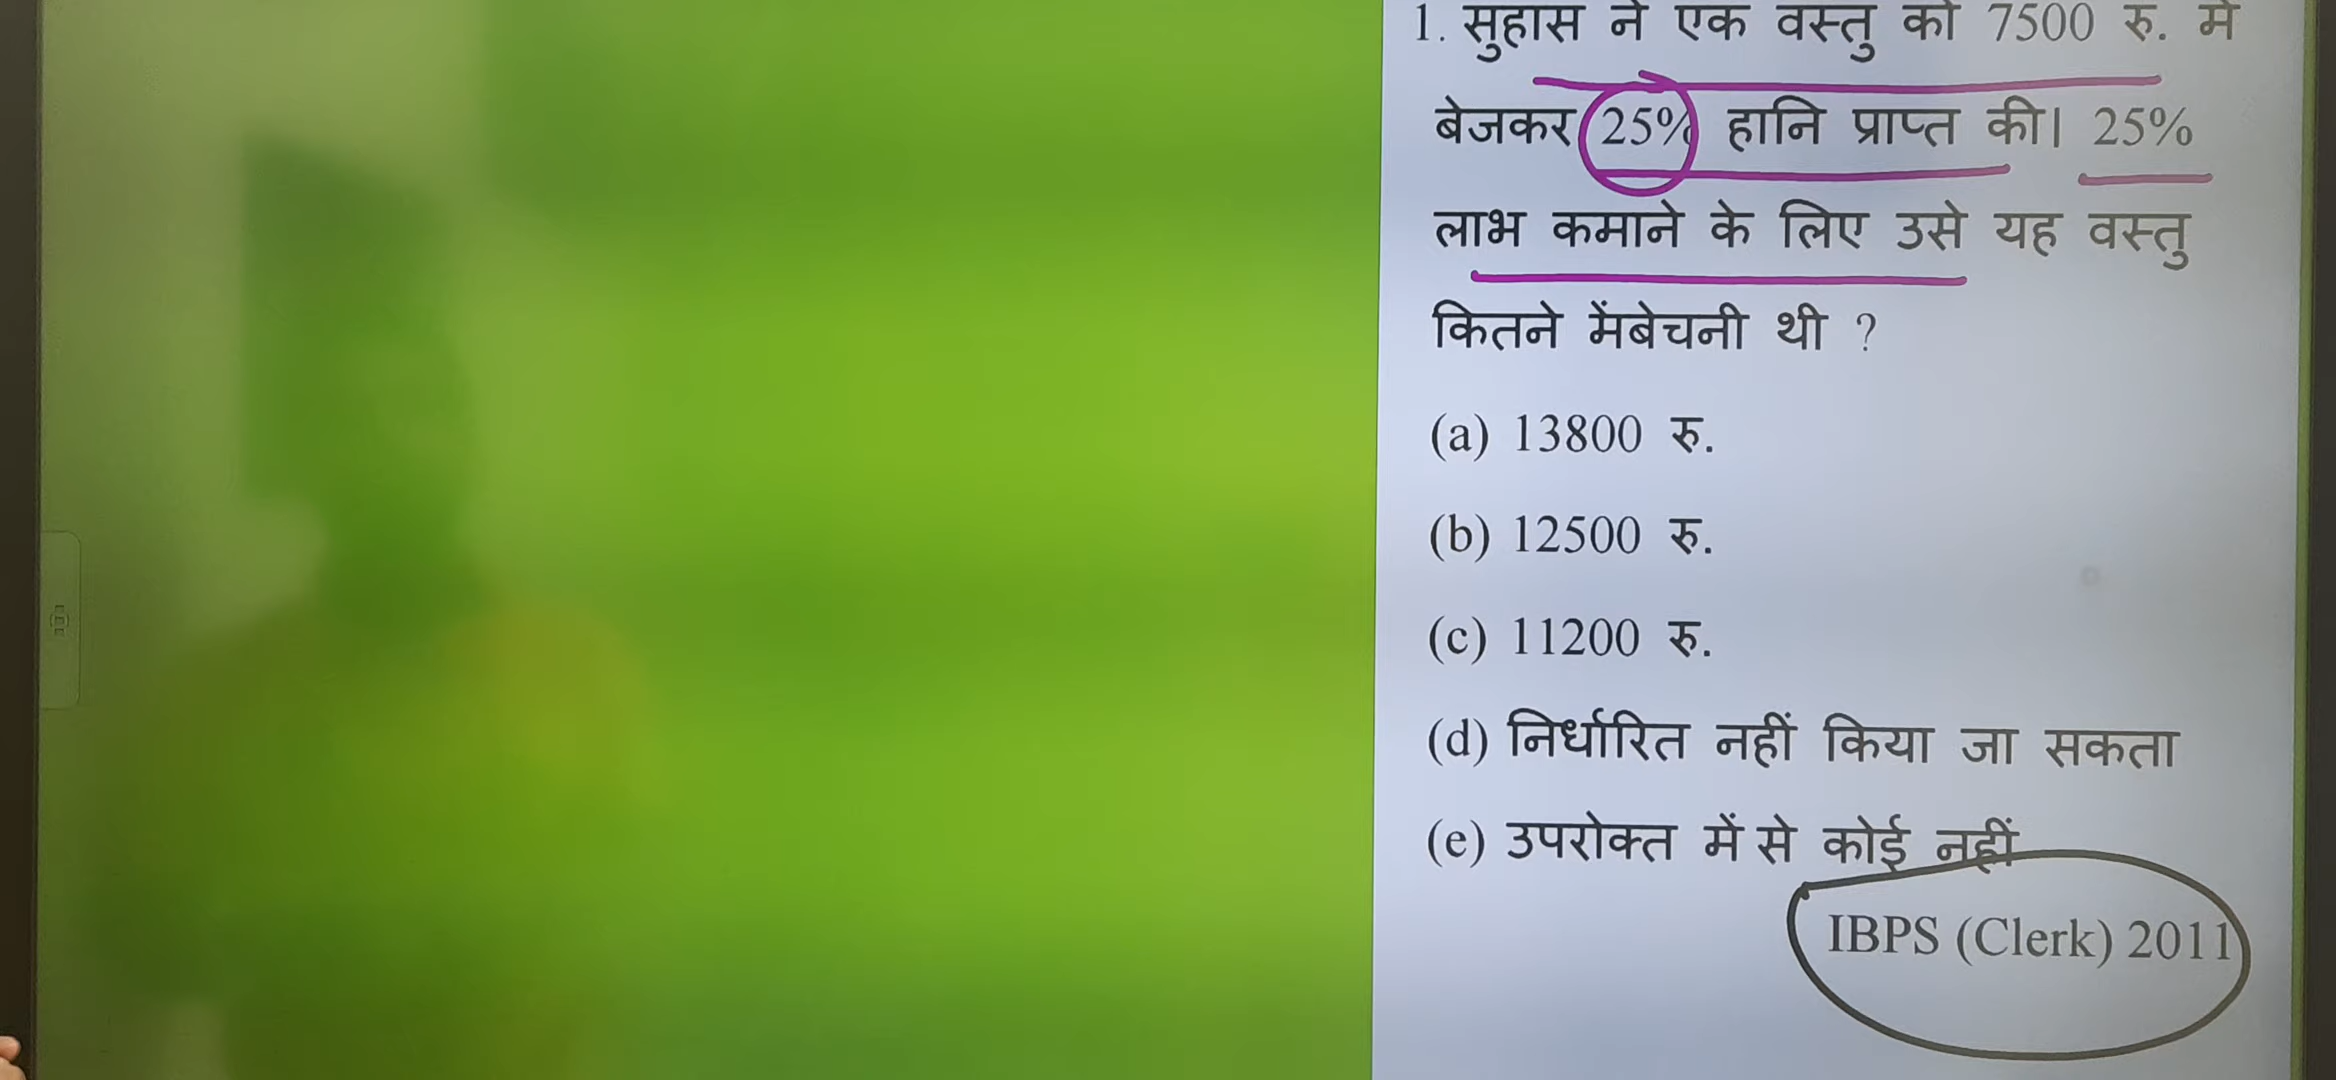 1. सुहास ने एक वस्तु को 7500 रु. में
बेजकर 25% हानि प्राप्त की। 25%
लाभ कमाने के लिए उसे यह वस्तु
कितने मेंबेचनी थी ?
(a) 13800 रु.
(b) 12500 रु.
(c) 11200 रु.
(d) निर्धारित नहीं किया जा सकता
(e) उपरोक्त में से कोई नहीं
IBPS (Clerk) 2011